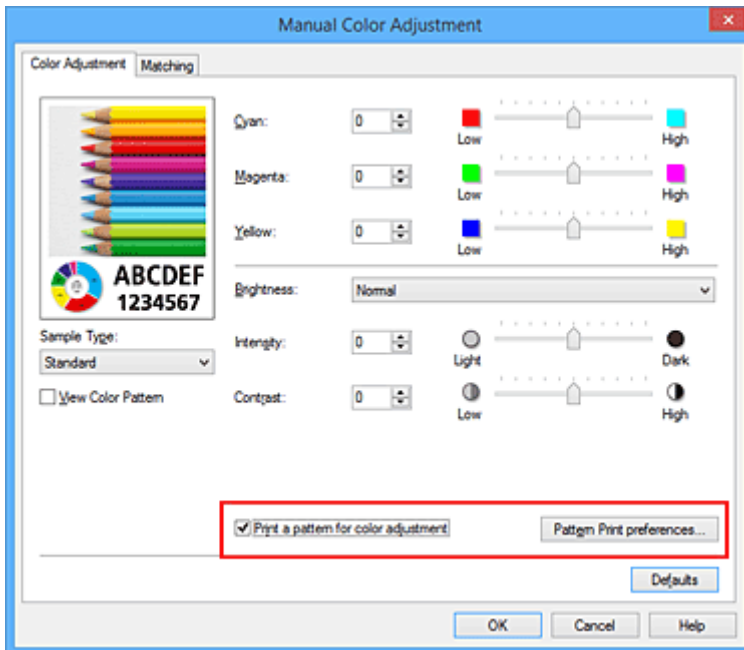 Manual Color Adjustment
Color Adjustment
Matching
Cyan:
0
Low
High
Magenta:
0
Low
High
Yellow:
0
Low
High
ABCDEF
1234567
Brightness:
Normal
Sample Type:
Standard
View Color Pattern
Intensity:
0
Light
Dark
Contrast:
0
Low
High
Print a pattern for color adjustment
Pattern Print preferences...
Defaults
OK
Cancel
Help